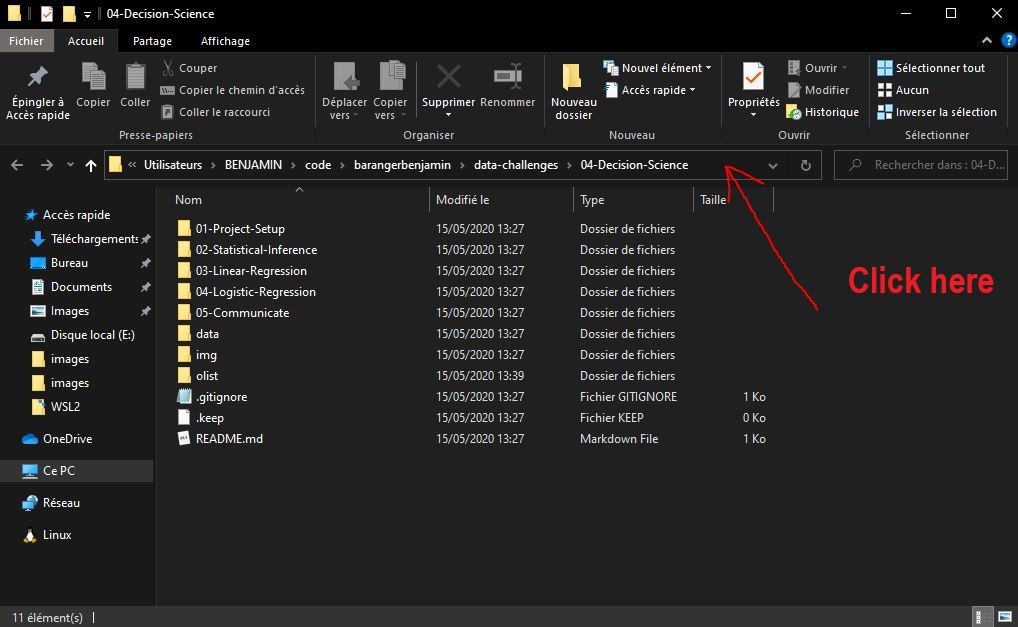 04-Decision-Science
Fichier Accueil Partage Affichage
Épingler à Accès rapide
Copier
Coller
Couper
Copier le chemin d'accès
Coller le raccourci
Presse-papiers
Déplacer vers
Copier vers
Supprimer
Renommer
Organiser
Nouveau dossier
Nouvel élément
Accès rapide
Nouveau
Propriétés
Ouvrir
Modifier
Historique
Ouvrir
Sélectionner tout
Aucun
Inverser la sélection
Sélectionner
« Utilisateurs > BENJAMIN > code > barangerbenjamin > data-challenges > 04-Decision-Science
Rechercher dans : 04-D...
Accès rapide
Téléchargements
Bureau
Documents
Images
Disque local (E:)
images
images
WSL2
OneDrive
Ce PC
Réseau
Linux
Nom Modifié le Type Taille
01-Project-Setup 15/05/2020 13:27 Dossier de fichiers
02-Statistical-Inference 15/05/2020 13:27 Dossier de fichiers
03-Linear-Regression 15/05/2020 13:27 Dossier de fichiers
04-Logistic-Regression 15/05/2020 13:27 Dossier de fichiers
05-Communicate 15/05/2020 13:27 Dossier de fichiers
data 15/05/2020 13:27 Dossier de fichiers
img 15/05/2020 13:27 Dossier de fichiers
olist 15/05/2020 13:39 Dossier de fichiers
.gitignore 15/05/2020 13:27 Fichier GITIGNORE 1 Ko
.keep 15/05/2020 13:27 Fichier KEEP 0 Ko
README.md 15/05/2020 13:27 Markdown File 1 Ko
Click here
11 élément(s)